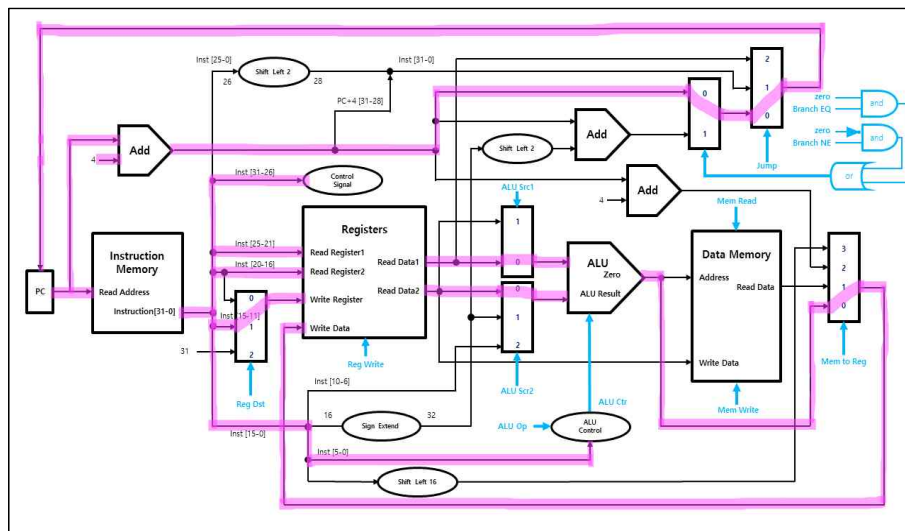 Inst [25-0]
Shift Left 2
26
28
Inst [31-0]
PC+4 [31-28]
2
1
0
0
1
zero
Branch EQ
and
zero
Branch NE
and
or
Jump
4
Add
Shift Left 2
Add
Inst [31-26]
Control
Signal
ALU Src1
4
Add
Mem Read
Instruction
Memory
Read Address
Instruction[31-0]
PC
Inst [25-21]
Inst [20-16]
Inst [15-11]
0
1
2
31
Reg Dst
Registers
Read Register1
Read Data1
Read Register2
Read Data2
Write Register
Write Data
Reg Write
1
0
0
1
2
ALU Scr2
ALU
Zero
ALU Result
Data Memory
Address
Read Data
Write Data
Mem Write
3
2
1
0
Mem to Reg
Inst [10-6]
16
Sign Extend
32
Inst [15-0]
Inst [5-0]
ALU Op
ALU
Control
ALU Ctr
Shift Left 16